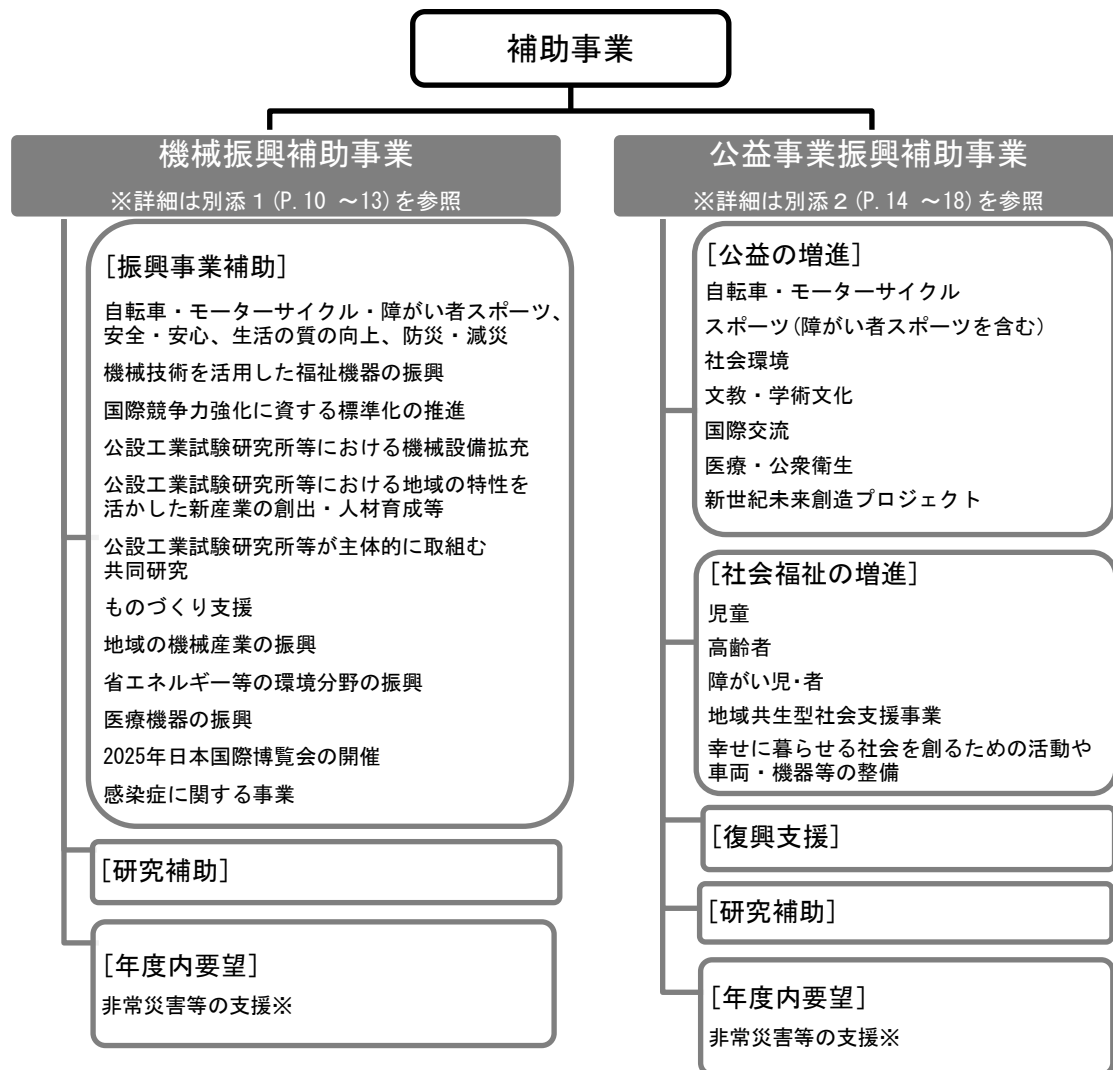 補助事業
機械振興補助事業
※詳細は別添1(P.10 ～13)を参照
[振興事業補助]
自転車・モーターサイクル・障がい者スポーツ、
安全・安心、生活の質の向上、防災・減災
機械技術を活用した福祉機器の振興
国際競争力強化に資する標準化の推進
公設工業試験研究所等における機械設備拡充
公設工業試験研究所等における地域の特性を
活かした新産業の創出・人材育成等
公設工業試験研究所等が主体的に取組む
共同研究
ものづくり支援
地域の機械産業の振興
省エネルギー等の環境分野の振興
医療機器の振興
2025年日本国際博覧会の開催
感染症に関する事業
[研究補助]
[年度内要望]
非常災害等の支援※
公益事業振興補助事業
※詳細は別添2(P.14 ～18)を参照
[公益の増進]
自転車・モーターサイクル
スポーツ(障がい者スポーツを含む)
社会環境
文教・学術文化
国際交流
医療・公衆衛生
新世紀未来創造プロジェクト
[社会福祉の増進]
児童
高齢者
障がい児・者
地域共生型社会支援事業
幸せに暮らせる社会を創るための活動や
車両・機器等の整備
[復興支援]
[研究補助]
[年度内要望]
非常災害等の支援※